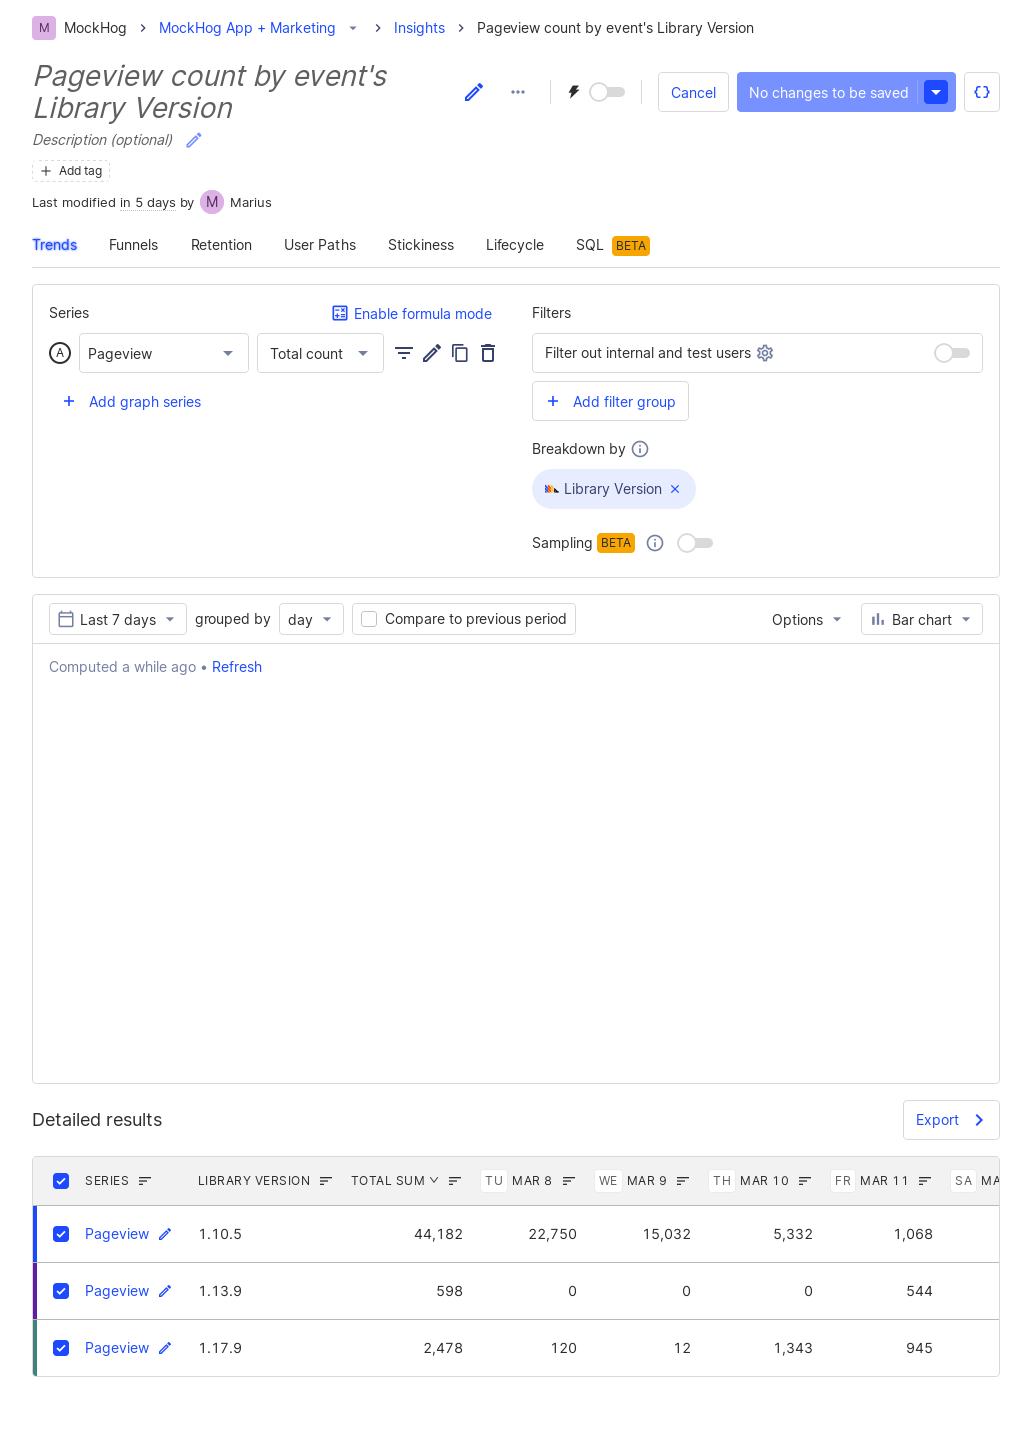 M MockHog MockHog App + Marketing Insights Pageview count by event's Library Version
Pageview count by event's
Library Version
Cancel No changes to be saved
Description (optional)
Add tag
Last modified in 5 days by M Marius
Trends Funnels Retention User Paths Stickiness Lifecycle SQL BETA
Series Enable formula mode
A Pageview Total count
Add graph series
Filters
Filter out internal and test users
Add filter group
Breakdown by
Library Version
Sampling BETA
Last 7 days grouped by day Compare to previous period Options Bar chart
Computed a while ago • Refresh
Detailed results Export
SERIES LIBRARY VERSION TOTAL SUM TU MAR 8 WE MAR 9 TH MAR 10 FR MAR 11 SA MA
Pageview 1.10.5 44,182 22,750 15,032 5,332 1,068
Pageview 1.13.9 598 0 0 0 544
Pageview 1.17.9 2,478 120 12 1,343 945